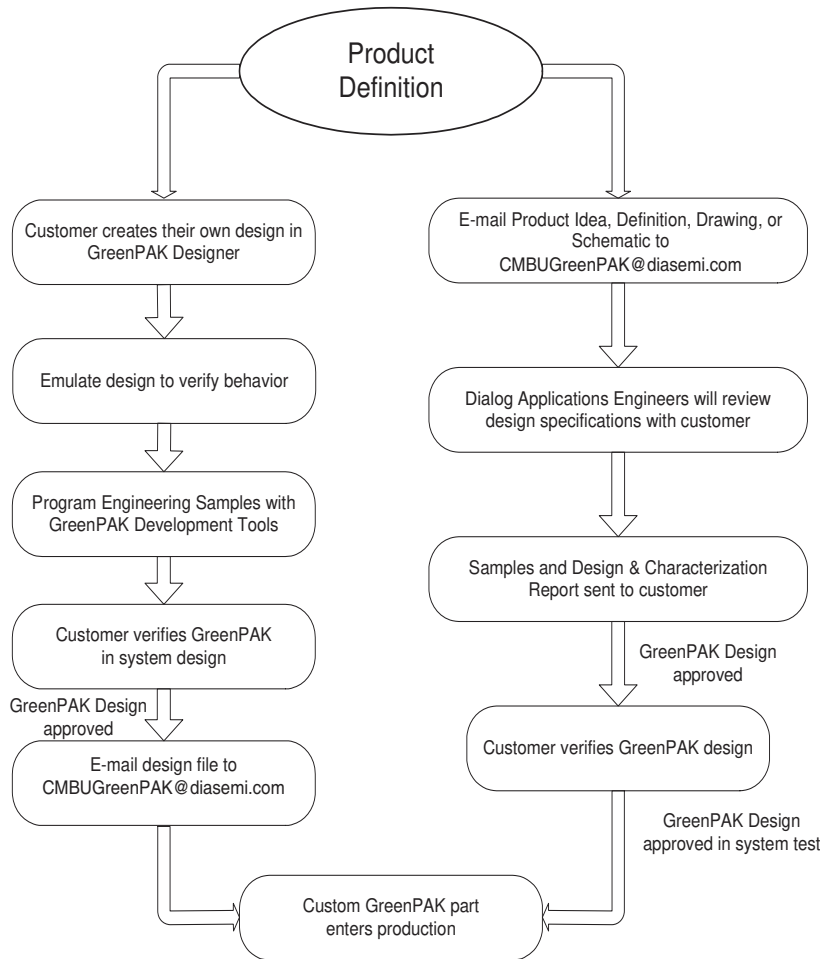 Product
Definition
Customer creates their own design in
GreenPAK Designer
Emulate design to verify behavior
Program Engineering Samples with
GreenPAK Development Tools
Customer verifies GreenPAK
in system design
GreenPAK Design
approved
E-mail design file to
CMBUGreenPAK@diasemi.com
E-mail Product Idea, Definition, Drawing, or
Schematic to
CMBUGreenPAK@diasemi.com
Dialog Applications Engineers will review
design specifications with customer
Samples and Design & Characterization
Report sent to customer
GreenPAK Design
approved
Customer verifies GreenPAK design
GreenPAK Design
approved in system test
Custom GreenPAK part
enters production